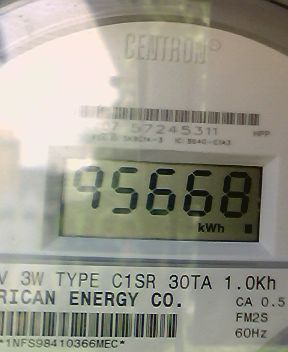 CENTRON®
57245311
HPP
95668
kWh
V 3W TYPE C1SR 30TA 1.0Kh
RICAN ENERGY CO.
CA 0.5
FM2S
60Hz
*1NFS98410366MEC*